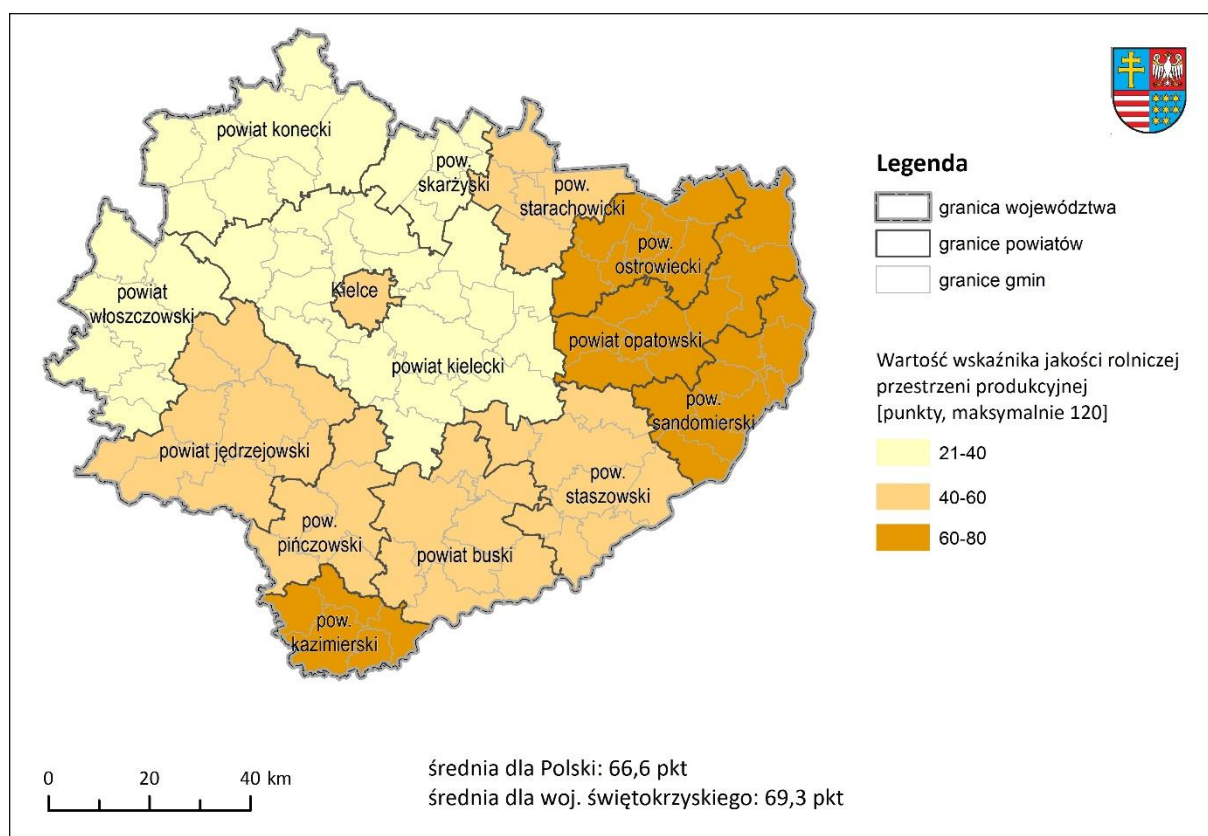 powiat konecki
pow.
skarżyski
pow.
starachowicki
pow.
ostrowiecki
Kielce
powiat
włoszczowski
powiat opatowski
powiat kielecki
pow.
sandomierski
powiat jędrzejowski
pow.
staszowski
pow.
pińczowski
powiat buski
pow.
kazimierski
Legenda
granica województwa
granice powiatów
granice gmin
Wartość wskaźnika jakości rolniczej
przestrzeni produkcyjnej
[punkty, maksymalnie 120]
21-40
40-60
60-80
0 20 40 km
średnia dla Polski: 66,6 pkt
średnia dla woj. świętokrzyskiego: 69,3 pkt